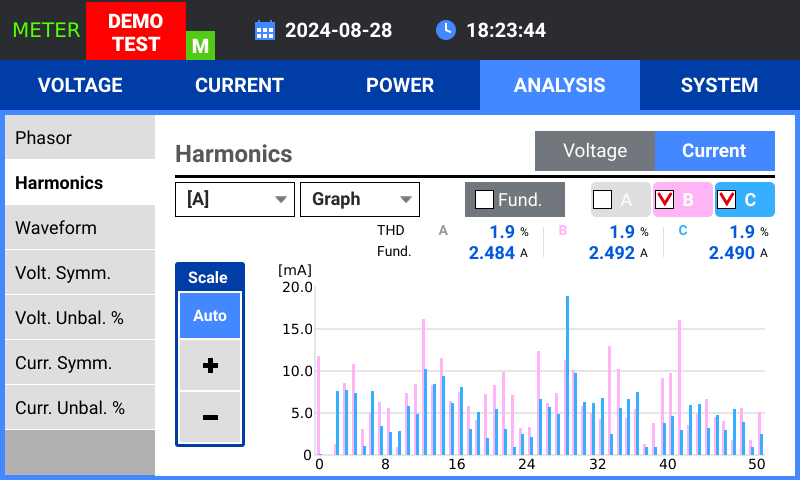 METER
DEMO
TEST
M
2024-08-28
18:23:44
VOLTAGE CURRENT POWER ANALYSIS SYSTEM
Phasor
Harmonics
Waveform
Volt. Symm.
Volt. Unbal. %
Curr. Symm.
Curr. Unbal. %
Harmonics
Voltage Current
[A] Graph Fund. A B C
THD A 1.9 % B 1.9 % C 1.9 %
Fund. 2.484 A 2.492 A 2.490 A
Scale
Auto
+
−
[mA]
20.0
15.0
10.0
5.0
0
0 8 16 24 32 40 50